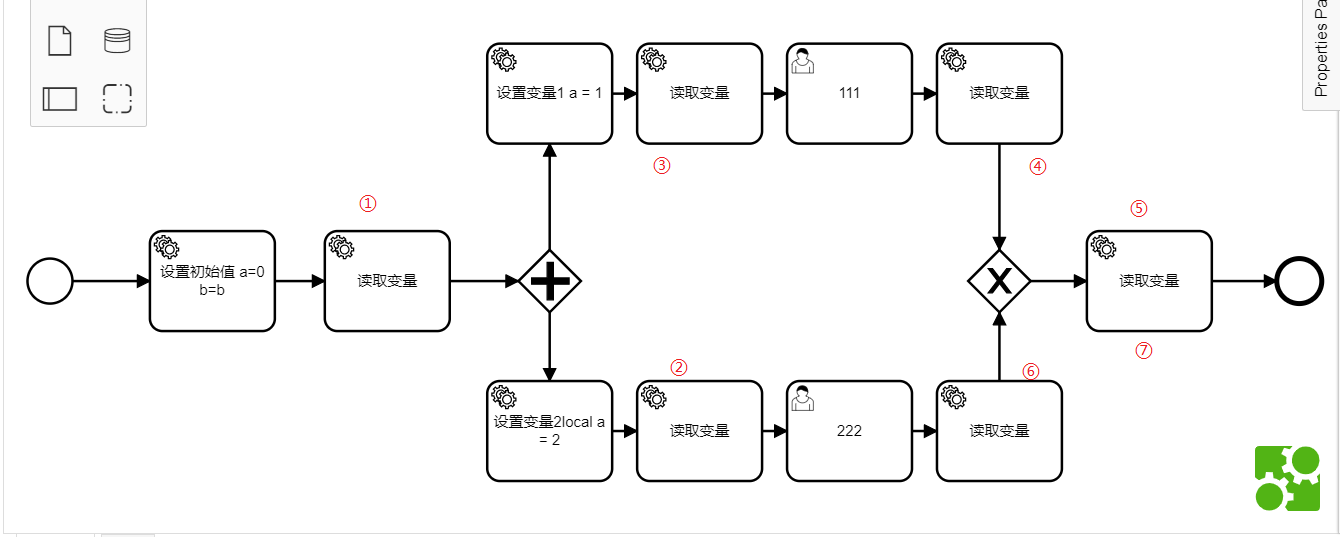 Properties Pa
设置变量1 a = 1
读取变量
111
读取变量
③
④
①
⑤
设置初始值 a=0
b=b
读取变量
读取变量
⑦
②
⑥
设置变量2local a
= 2
读取变量
222
读取变量